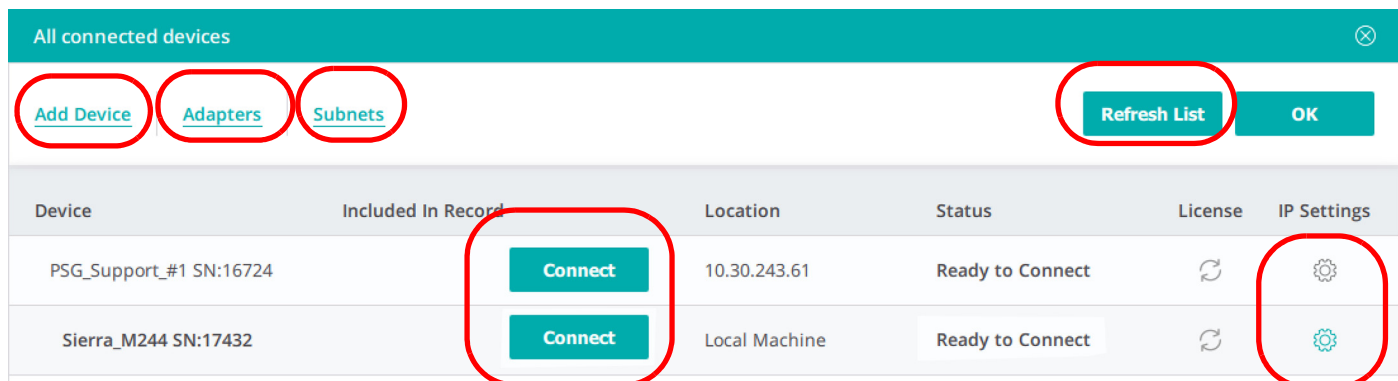 All connected devices
Add Device Adapters Subnets Refresh List OK
Device Included In Record Location Status License IP Settings
PSG_Support_#1 SN:16724 Connect 10.30.243.61 Ready to Connect
Sierra_M244 SN:17432 Connect Local Machine Ready to Connect